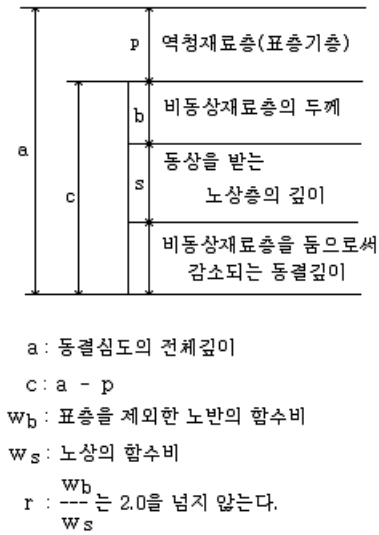 p 역청재료층(표층기층)
b 비동상재료층의 두께
a
s 동상을 받는
c 노상층의 깊이
비동상재료층을 둠으로써
감소되는 동결깊이
a : 동결심도의 전체깊이
c : a - p
Wb : 표층을 제외한 노반의 함수비
Ws : 노상의 함수비
r : Wb/Ws 는 2.0을 넘지 않는다.